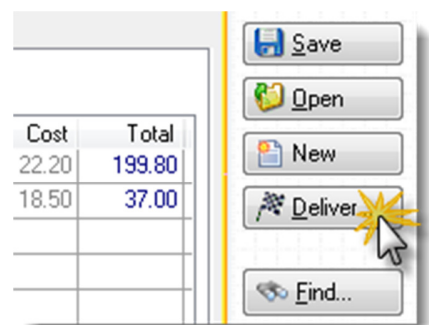 Save
Open
Cost Total
New
22.20 199.80
18.50 37.00
Deliver
Find...